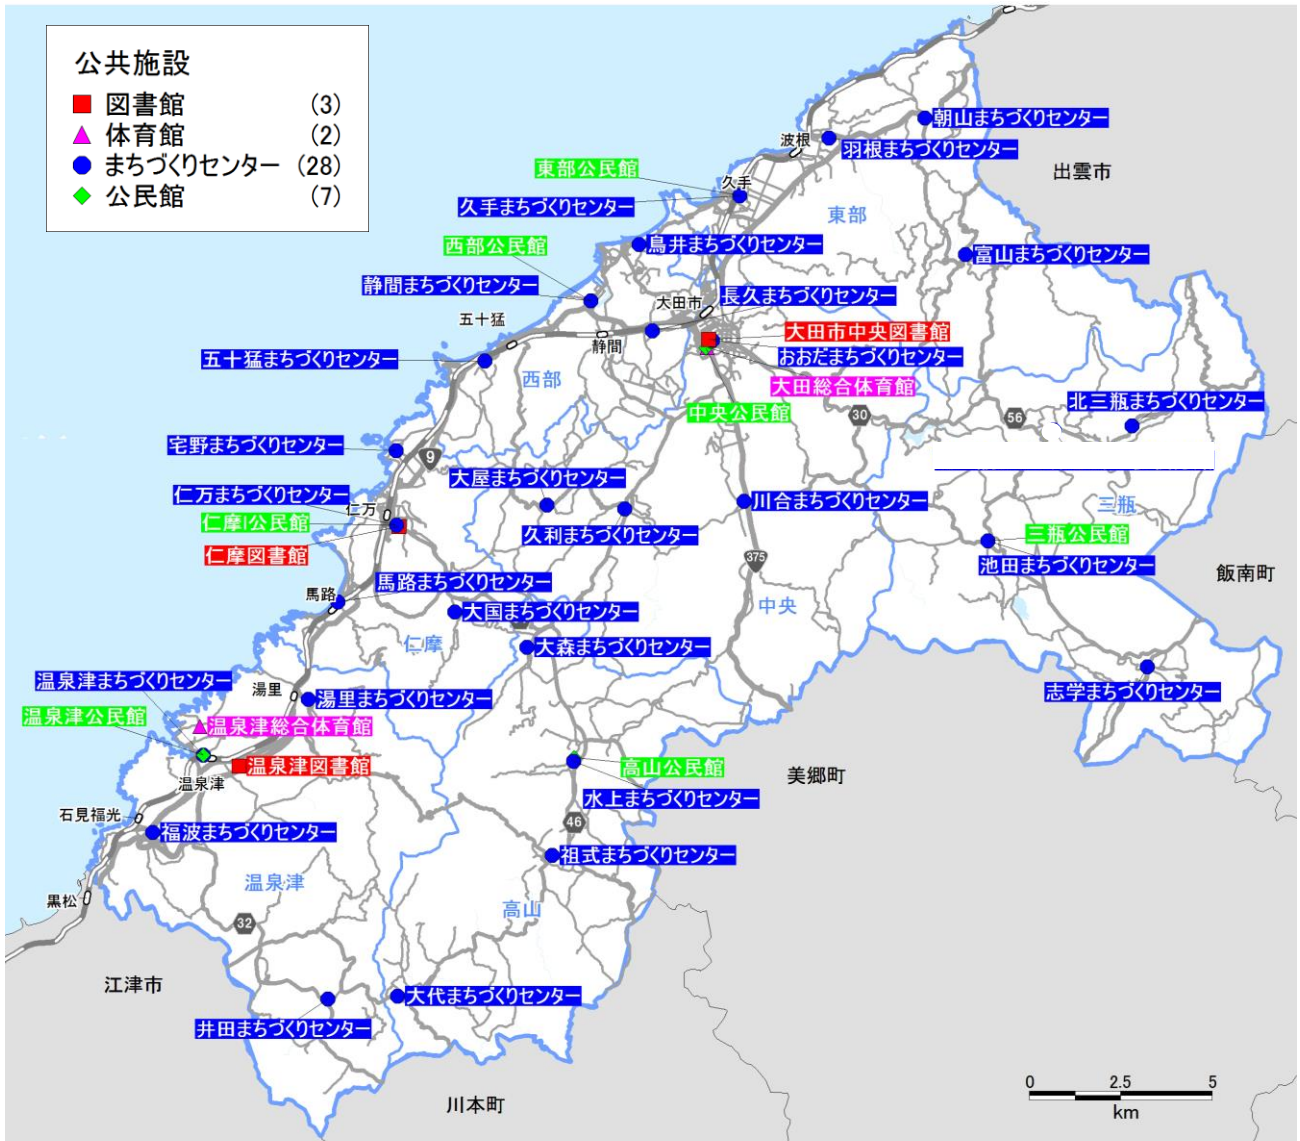 公共施設
図書館 (3)
体育館 (2)
まちづくりセンター (28)
公民館 (7)
朝山まちづくりセンター
波根
羽根まちづくりセンター
出雲市
東部公民館
久手
久手まちづくりセンター
東部
西部公民館
鳥井まちづくりセンター
富山まちづくりセンター
静間まちづくりセンター
長久まちづくりセンター
大田市
五十猛
静間
大田市中央図書館
五十猛まちづくりセンター
おおだまちづくりセンター
西部
大田総合体育館
中央公民館
30
56
北三瓶まちづくりセンター
宅野まちづくりセンター
9
大屋まちづくりセンター
仁万まちづくりセンター
仁万
川合まちづくりセンター
三瓶
仁摩公民館
久利まちづくりセンター
三瓶公民館
仁摩図書館
375
池田まちづくりセンター
飯南町
馬路まちづくりセンター
馬路
大国まちづくりセンター
中央
仁摩
大森まちづくりセンター
温泉津まちづくりセンター
湯里
湯里まちづくりセンター
志学まちづくりセンター
温泉津公民館
温泉津総合体育館
温泉津図書館
高山公民館
美郷町
温泉津
水上まちづくりセンター
石見福光
46
福波まちづくりセンター
祖式まちづくりセンター
温泉津
黒松
高山
32
江津市
大代まちづくりセンター
井田まちづくりセンター
川本町
0 2.5 5
km